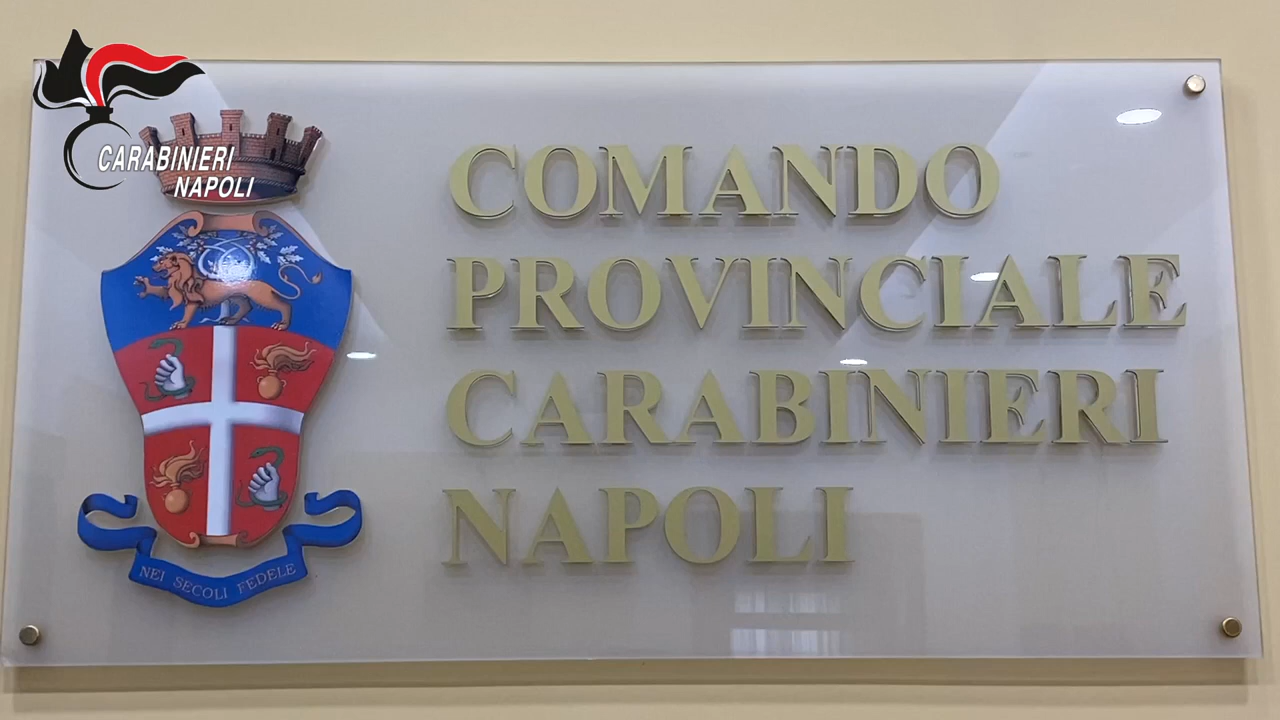 CARABINIERI
NAPOLI
COMANDO
PROVINCIALE
CARABINIERI
NAPOLI
NEI SECOLI FEDELE